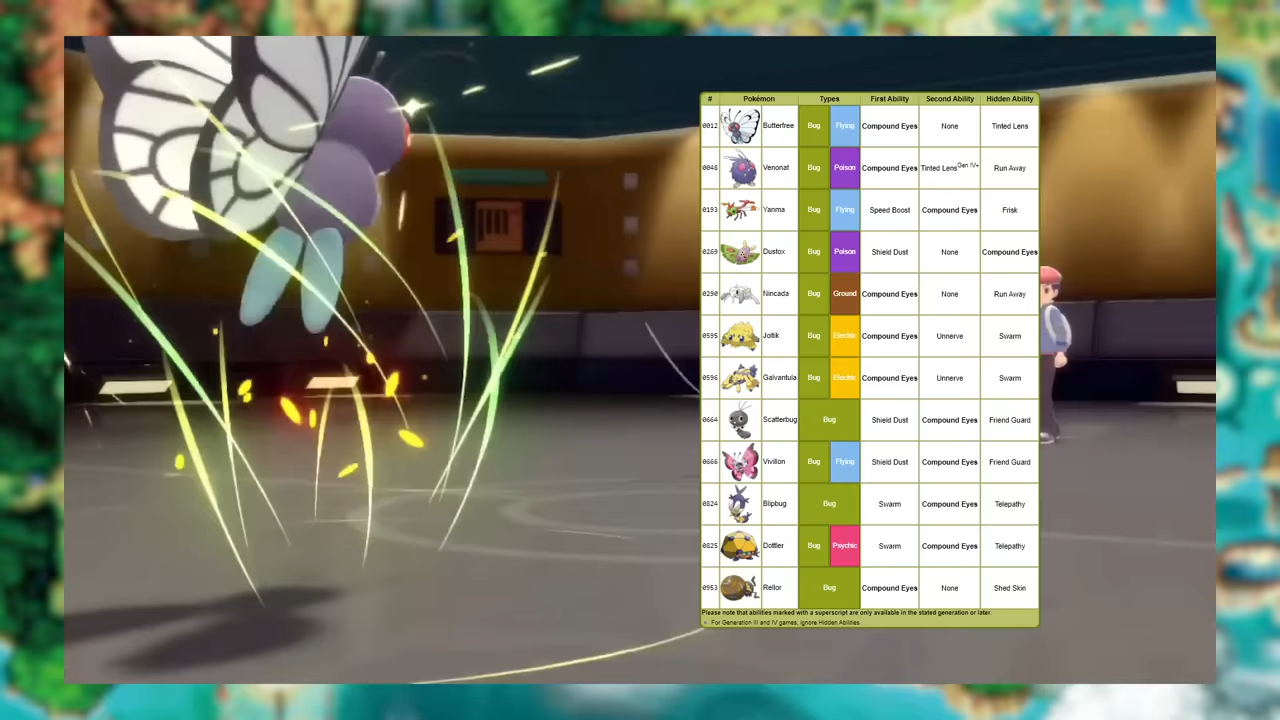 # Pokémon Types First Ability Second Ability Hidden Ability
0012 Butterfree Bug Flying Compound Eyes None Tinted Lens
0048 Venonat Bug Poison Compound Eyes Tinted Lens Gen IV+ Run Away
0193 Yanma Bug Flying Speed Boost Compound Eyes Frisk
0269 Dustox Bug Poison Shield Dust None Compound Eyes
0290 Nincada Bug Ground Compound Eyes None Run Away
0595 Joltik Bug Electric Compound Eyes Unnerve Swarm
0596 Galvantula Bug Electric Compound Eyes Unnerve Swarm
0664 Scatterbug Bug Shield Dust Compound Eyes Friend Guard
0666 Vivillon Bug Flying Shield Dust Compound Eyes Friend Guard
0824 Blipbug Bug Swarm Compound Eyes Telepathy
0825 Dottler Bug Psychic Swarm Compound Eyes Telepathy
0953 Rellor Bug Compound Eyes None Shed Skin
Please note that abilities marked with a superscript are only available in the stated generation or later.
For Generation III and IV games, ignore Hidden Abilities.